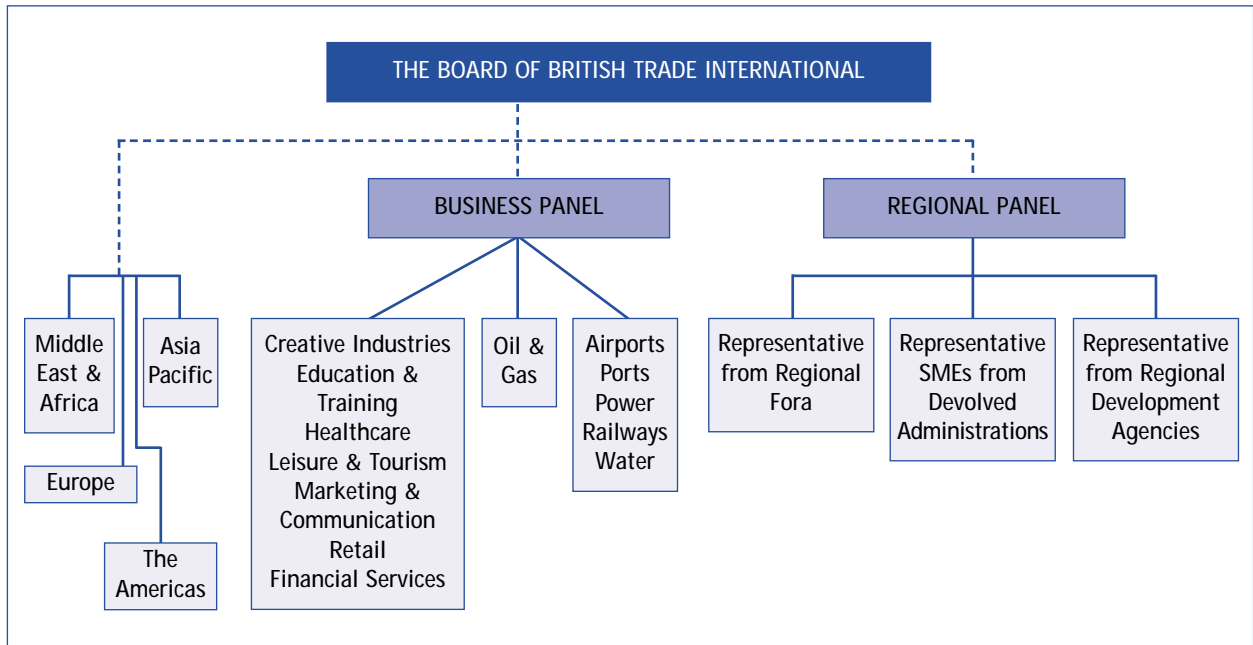 THE BOARD OF BRITISH TRADE INTERNATIONAL
BUSINESS PANEL
REGIONAL PANEL
Middle
East &
Africa
Asia
Pacific
Europe
The
Americas
Creative Industries
Education &
Training
Healthcare
Leisure & Tourism
Marketing &
Communication
Retail
Financial Services
Oil &
Gas
Airports
Ports
Power
Railways
Water
Representative
from Regional
Fora
Representative
SMEs from
Devolved
Administrations
Representative
from Regional
Development
Agencies